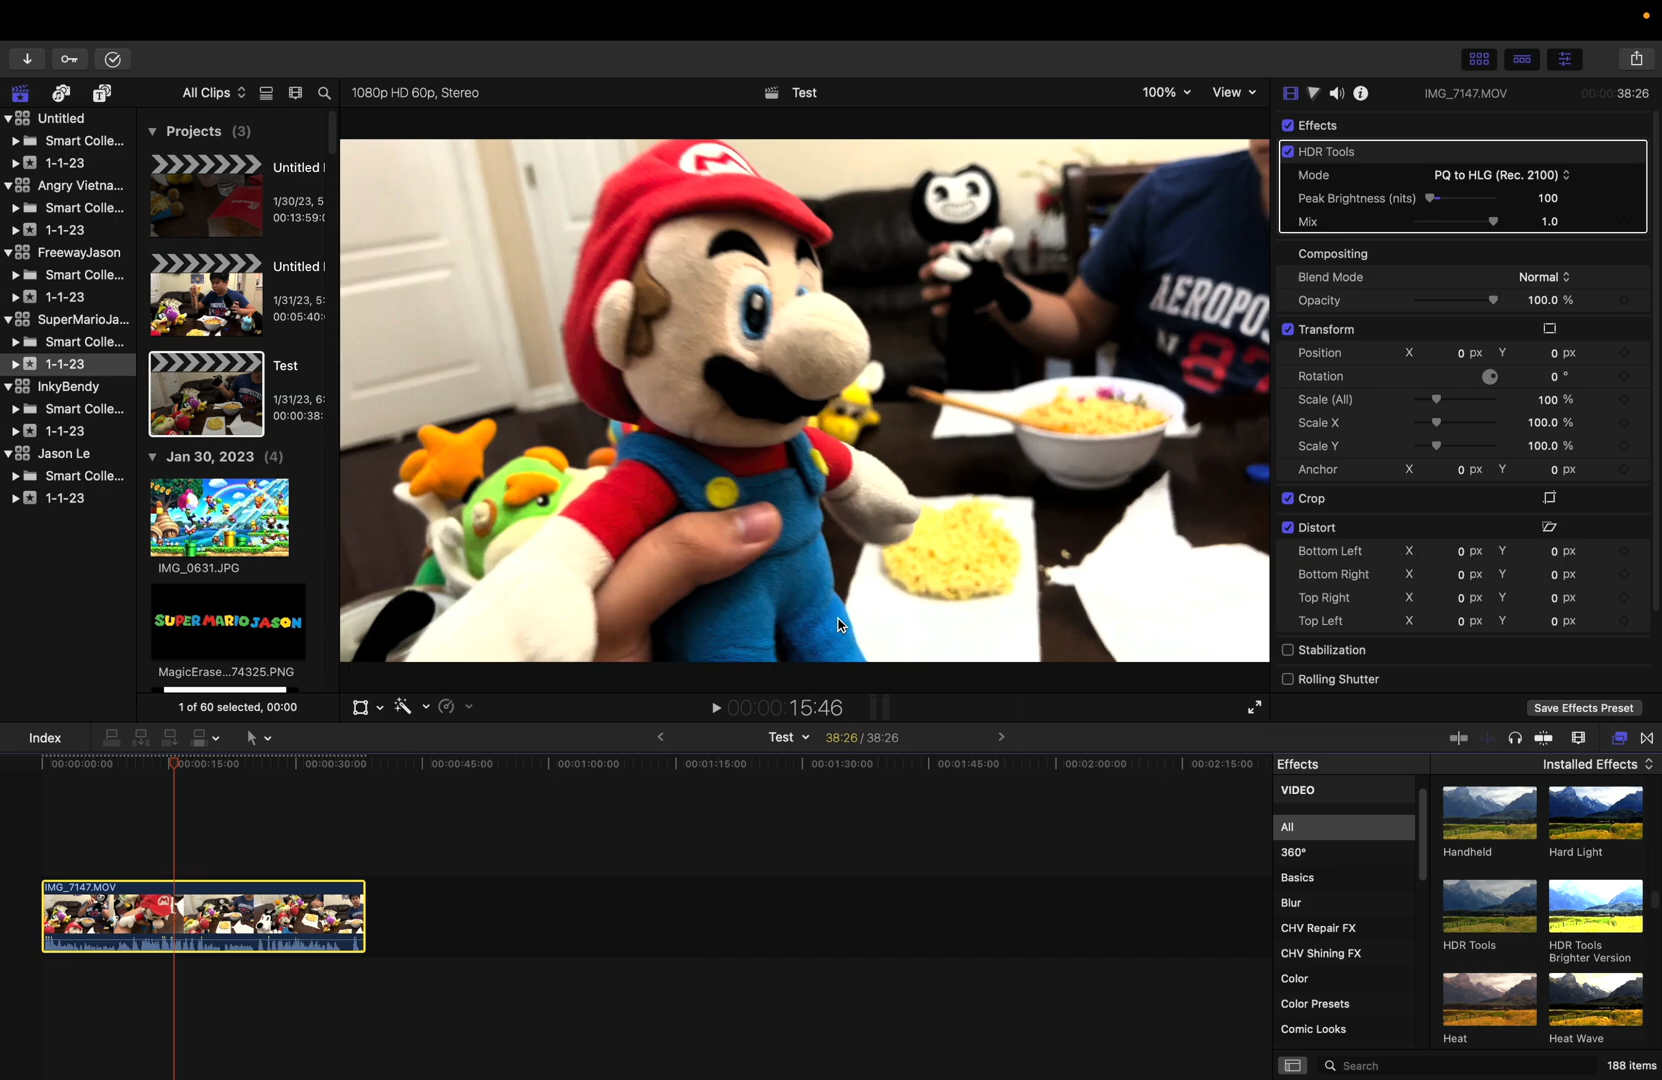 All Clips
1080p HD 60p, Stereo
Test
100%
View
IMG_7147.MOV
00:00:38:26
Untitled
Smart Colle...
1-1-23
Angry Vietna...
Smart Colle...
1-1-23
FreewayJason
Smart Colle...
1-1-23
SuperMarioJa...
Smart Colle...
1-1-23
InkyBendy
Smart Colle...
1-1-23
Jason Le
Smart Colle...
1-1-23
Projects (3)
Untitled
1/30/23, 5
00:13:59:
Untitled
1/31/23, 5:
00:05:40:
Test
1/31/23, 6:
00:00:38:
Jan 30, 2023 (4)
IMG_0631.JPG
SUPER MARIO JASON
MagicErase...74325.PNG
1 of 60 selected, 00:00
M
AEROPO
82
00:00:15:46
Effects
HDR Tools
Mode PQ to HLG (Rec. 2100)
Peak Brightness (nits) 100
Mix 1.0
Compositing
Blend Mode Normal
Opacity 100.0 %
Transform
Position X 0 px Y 0 px
Rotation 0 °
Scale (All) 100 %
Scale X 100.0 %
Scale Y 100.0 %
Anchor X 0 px Y 0 px
Crop
Distort
Bottom Left X 0 px Y 0 px
Bottom Right X 0 px Y 0 px
Top Right X 0 px Y 0 px
Top Left X 0 px Y 0 px
Stabilization
Rolling Shutter
Save Effects Preset
Index
Test
38:26 / 38:26
00:00:00:00 00:00:15:00 00:00:30:00 00:00:45:00 00:01:00:00 00:01:15:00 00:01:30:00 00:01:45:00 00:02:00:00 00:02:15:00
IMG_7147.MOV
Effects
Installed Effects
VIDEO
All
360°
Basics
Blur
CHV Repair FX
CHV Shining FX
Color
Color Presets
Comic Looks
Handheld
Hard Light
HDR Tools
HDR Tools
Brighter Version
Heat
Heat Wave
Search
188 items